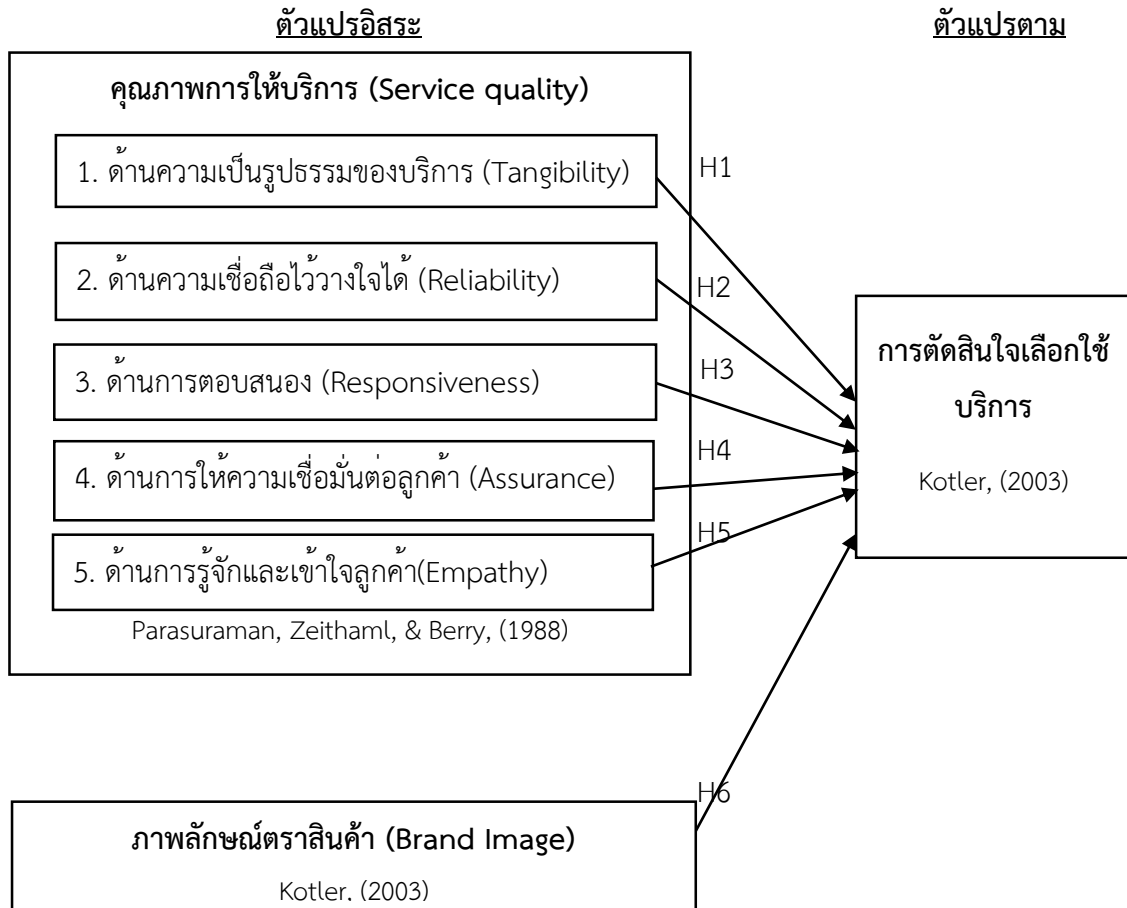 ตัวแปรอิสระ
ตัวแปรตาม
คุณภาพการให้บริการ (Service quality)
1. ด้านความเป็นรูปธรรมของบริการ (Tangibility)
H1
2. ด้านความเชื่อถือไว้วางใจได้ (Reliability)
H2
3. ด้านการตอบสนอง (Responsiveness)
H3
4. ด้านการให้ความเชื่อมั่นต่อลูกค้า (Assurance)
H4
5. ด้านการรู้จักและเข้าใจลูกค้า(Empathy)
H5
Parasuraman, Zeithaml, & Berry, (1988)
การตัดสินใจเลือกใช้
บริการ
Kotler, (2003)
H6
ภาพลักษณ์ตราสินค้า (Brand Image)
Kotler, (2003)